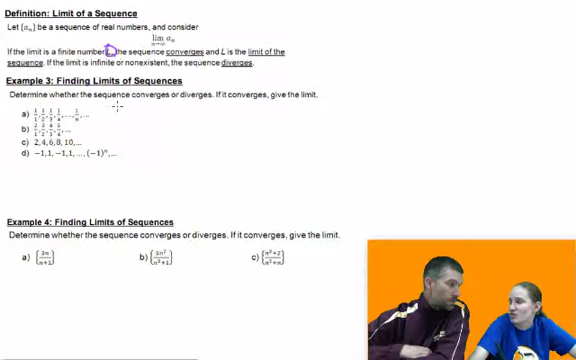 Definition: Limit of a Sequence
Let {aₙ} be a sequence of real numbers, and consider
lim aₙ
n→∞
If the limit is a finite number L, the sequence converges and L is the limit of the
sequence. If the limit is infinite or nonexistent, the sequence diverges.
Example 3: Finding Limits of Sequences
Determine whether the sequence converges or diverges. If it converges, give the limit.
a) 1/1, 1/2, 1/3, 1/4, ..., 1/n, ...
b) 2/1, 3/2, 4/3, 5/4, ...
c) 2, 4, 6, 8, 10, ...
d) −1, 1, −1, 1, ..., (−1)ⁿ, ...
Example 4: Finding Limits of Sequences
Determine whether the sequence converges or diverges. If it converges, give the limit.
a) {3n/(n+1)} b) {5n²/(n³+1)} c) {(n²+2)/(n²+n)}